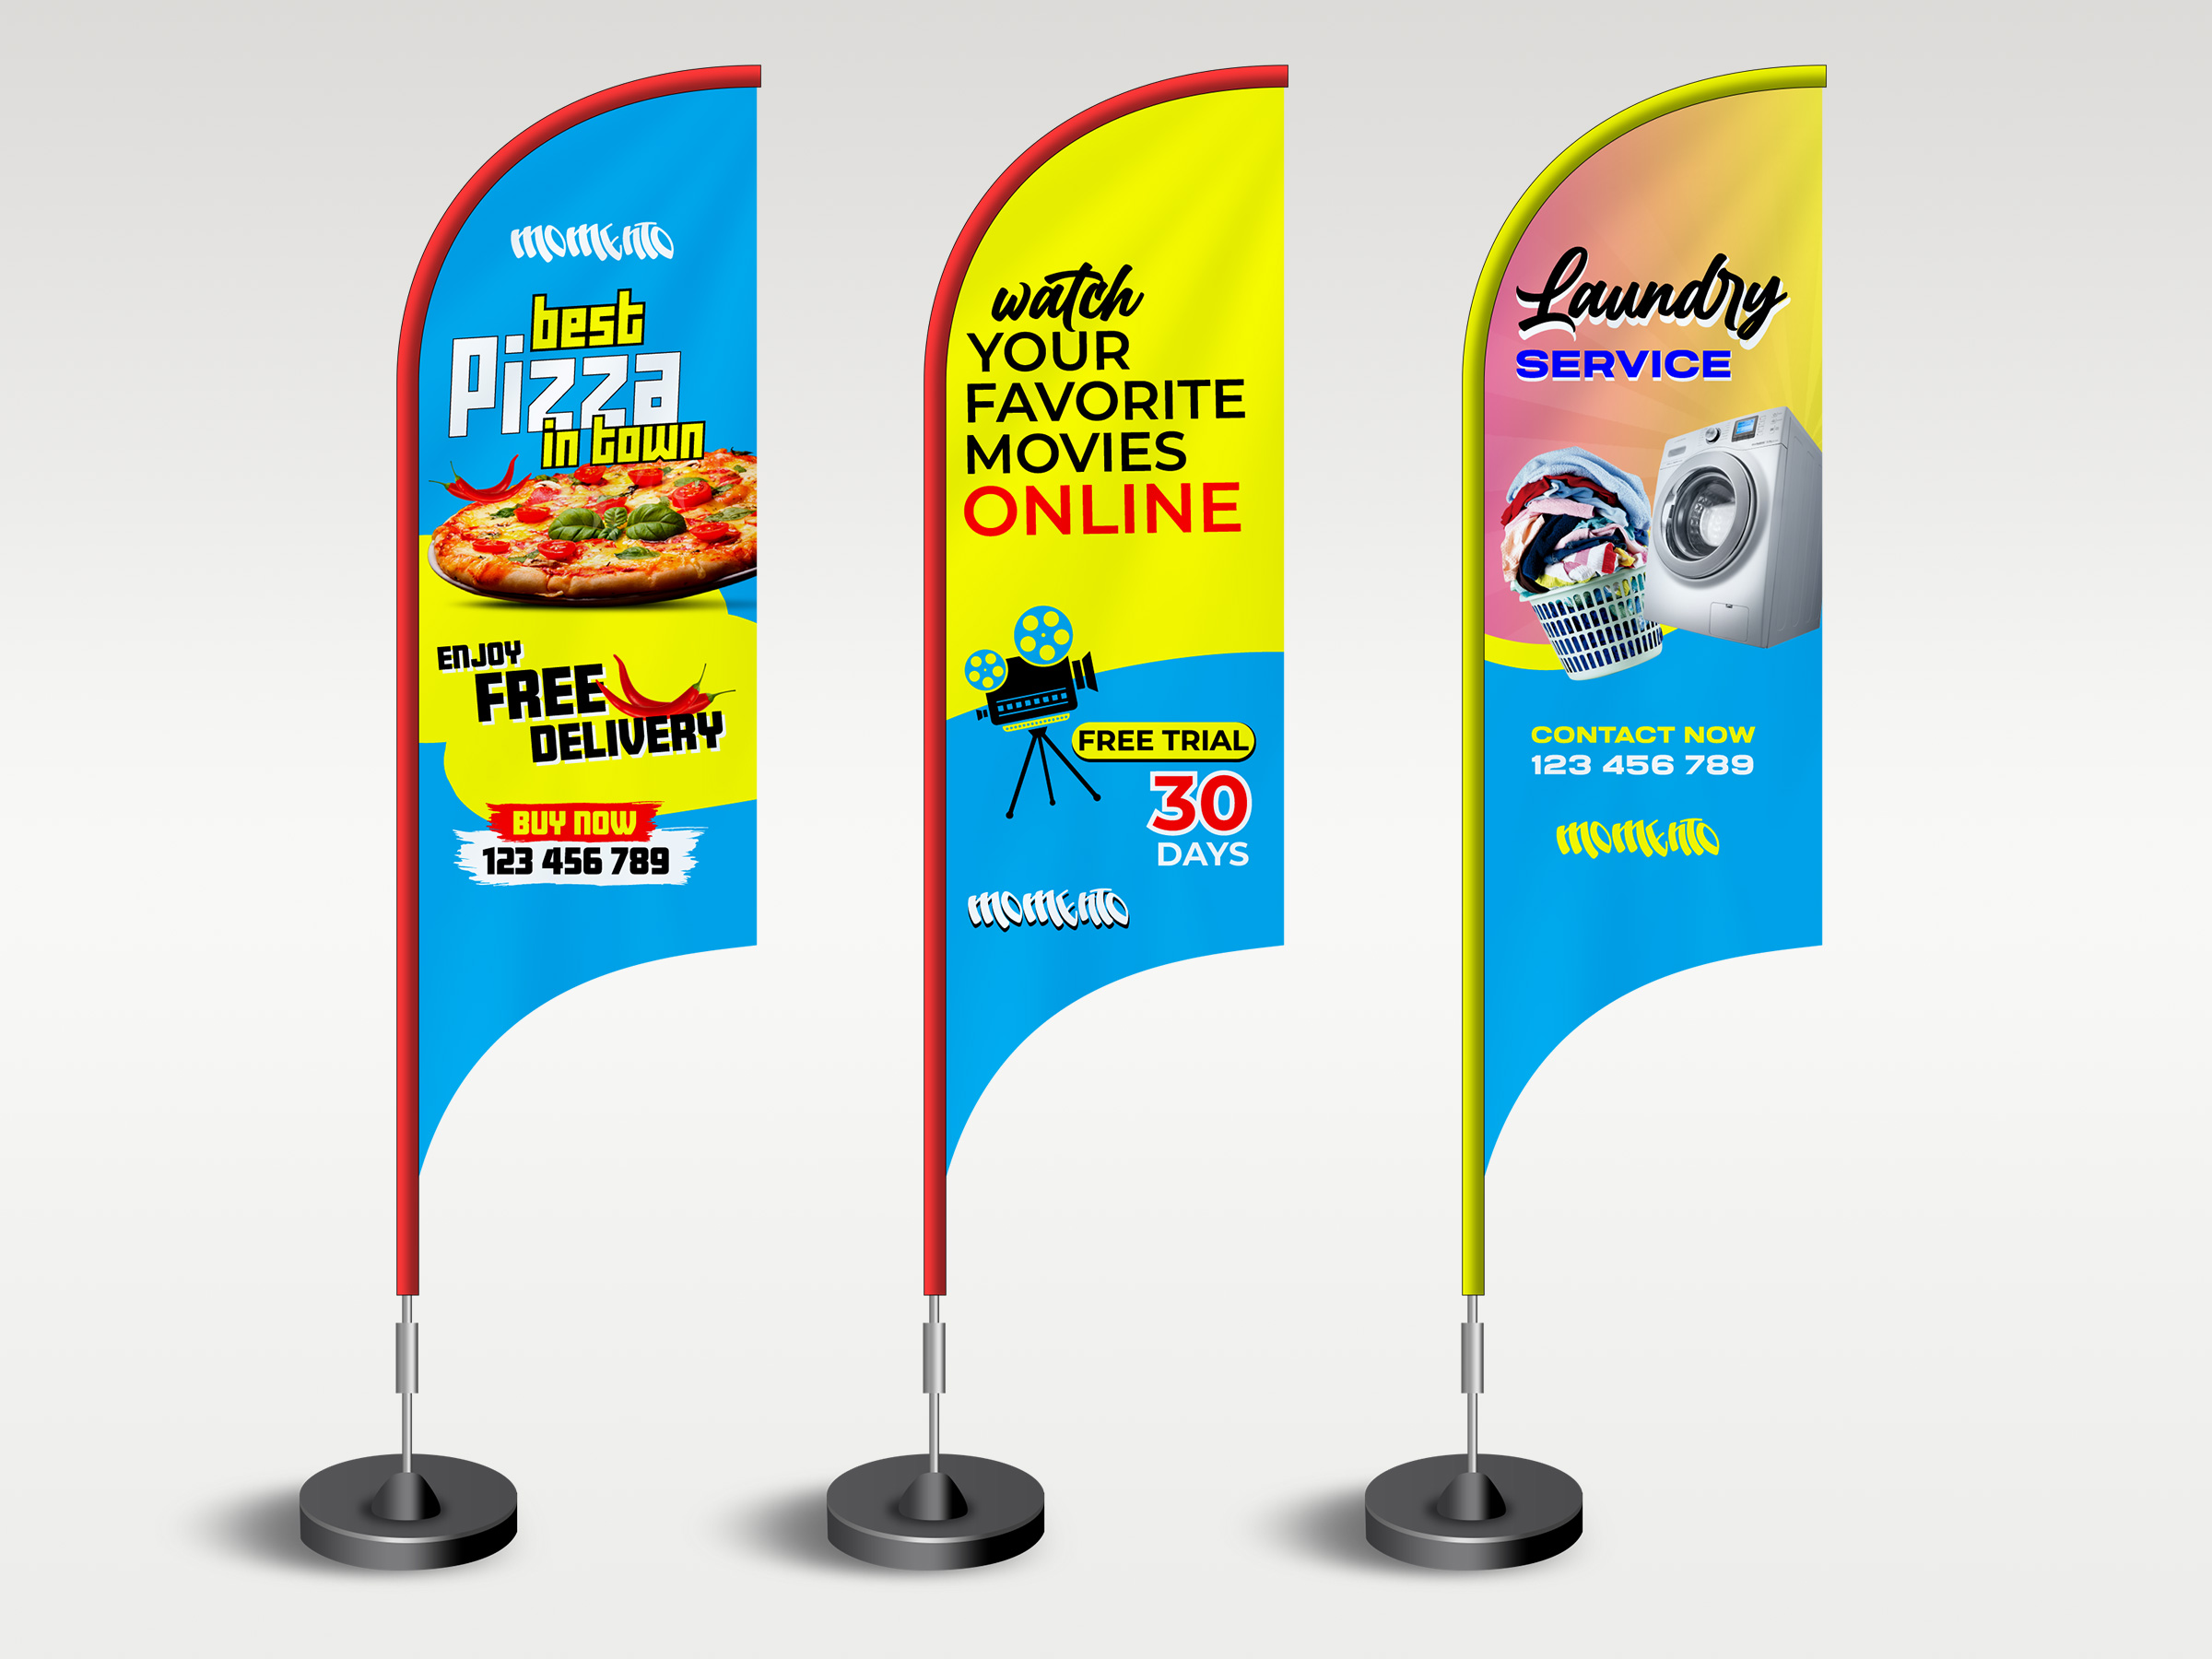 momento
best
Pizza
in town
ENJOY
FREE
DELIVERY
BUY NOW
123 456 789
watch
YOUR
FAVORITE
MOVIES
ONLINE
FREE TRIAL
30
DAYS
momento
Laundry
SERVICE
CONTACT NOW
123 456 789
momento